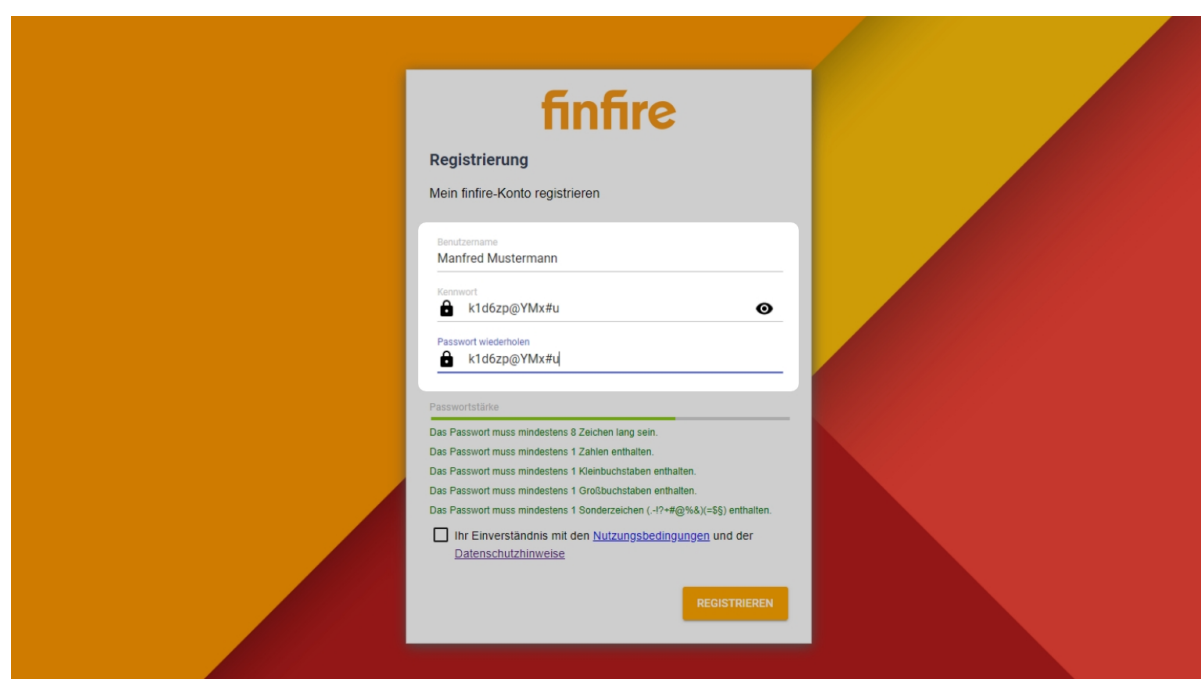 finfire
Registrierung
Mein finfire-Konto registrieren
Benutzername
Manfred Mustermann
Kennwort
k1d6zp@YMx#u
Passwort wiederholen
k1d6zp@YMx#u
Passwortstärke
Das Passwort muss mindestens 8 Zeichen lang sein.
Das Passwort muss mindestens 1 Zahlen enthalten.
Das Passwort muss mindestens 1 Kleinbuchstaben enthalten.
Das Passwort muss mindestens 1 Großbuchstaben enthalten.
Das Passwort muss mindestens 1 Sonderzeichen (.-!?+#@%&)(=$§) enthalten.
Ihr Einverständnis mit den Nutzungsbedingungen und der
Datenschutzhinweise
REGISTRIEREN